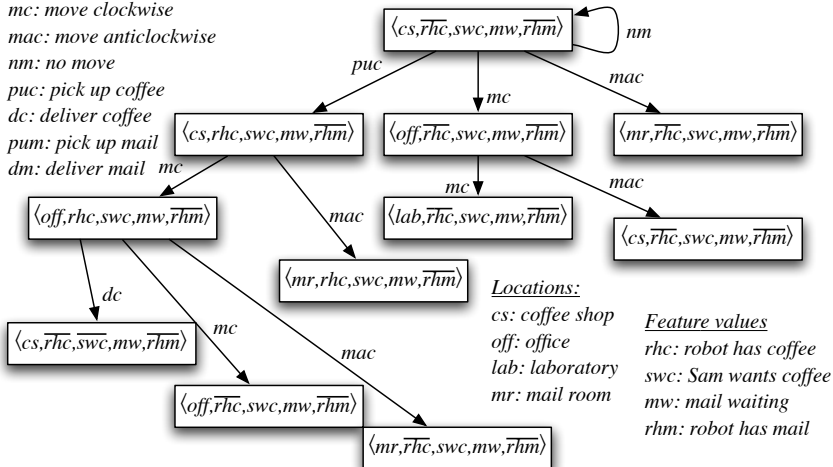 mc: move clockwise
mac: move anticlockwise
nm: no move
puc: pick up coffee
dc: deliver coffee
pum: pick up mail
dm: deliver mail
⟨cs,r̅h̅c̅,swc,mw,r̅h̅m̅⟩
nm
puc
mc
mac
⟨cs,rhc,swc,mw,r̅h̅m̅⟩
⟨off,r̅h̅c̅,swc,mw,r̅h̅m̅⟩
⟨mr,r̅h̅c̅,swc,mw,r̅h̅m̅⟩
mc
mac
mc
mac
⟨off,rhc,swc,mw,r̅h̅m̅⟩
⟨lab,r̅h̅c̅,swc,mw,r̅h̅m̅⟩
⟨cs,r̅h̅c̅,swc,mw,r̅h̅m̅⟩
⟨mr,rhc,swc,mw,r̅h̅m̅⟩
dc
mc
mac
⟨cs,r̅h̅c̅,s̅w̅c̅,mw,r̅h̅m̅⟩
⟨off,r̅h̅c̅,swc,mw,r̅h̅m̅⟩
⟨mr,r̅h̅c̅,swc,mw,r̅h̅m̅⟩
Locations:
cs: coffee shop
off: office
lab: laboratory
mr: mail room
Feature values
rhc: robot has coffee
swc: Sam wants coffee
mw: mail waiting
rhm: robot has mail